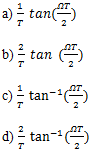 a) 1/T tan(ΩT/2)
b) 2/T tan (ΩT/2)
c) 1/T tan⁻¹(ΩT/2)
d) 2/T tan⁻¹(ΩT/2)